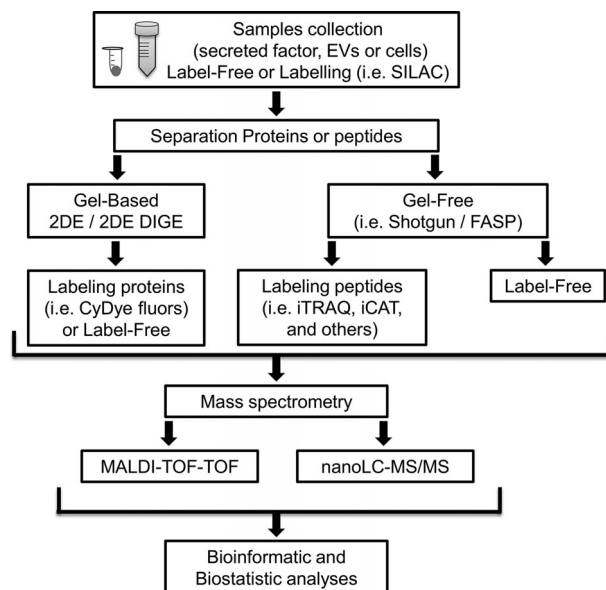 Samples collection
(secreted factor, EVs or cells)
Label-Free or Labelling (i.e. SILAC)
Separation Proteins or peptides
Gel-Based
2DE / 2DE DIGE
Gel-Free
(i.e. Shotgun / FASP)
Labeling proteins
(i.e. CyDye fluors)
or Label-Free
Labeling peptides
(i.e. iTRAQ, iCAT,
and others)
Label-Free
Mass spectrometry
MALDI-TOF-TOF
nanoLC-MS/MS
Bioinformatic and
Biostatistic analyses